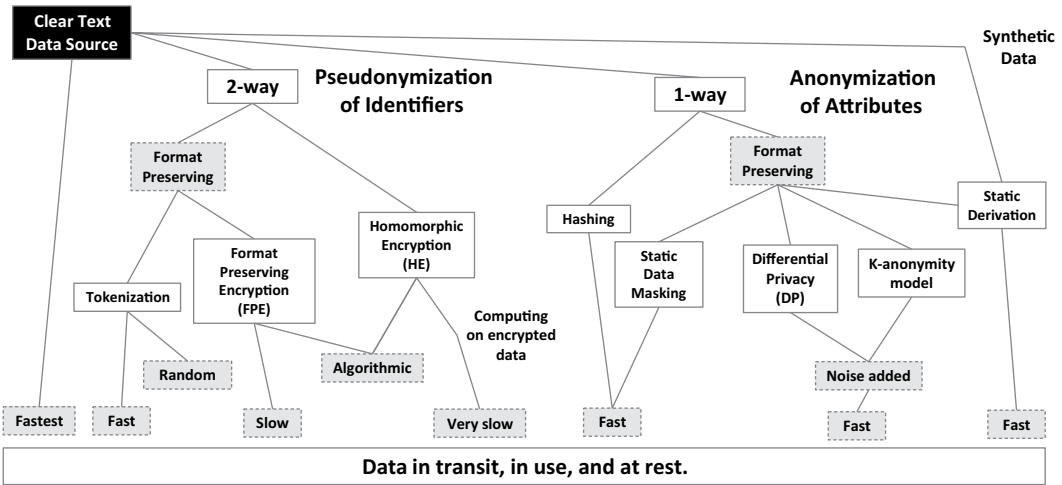 Clear Text
Data Source
Synthetic
Data
2-way
Pseudonymization
of Identifiers
1-way
Anonymization
of Attributes
Format
Preserving
Format
Preserving
Static
Derivation
Hashing
Homomorphic
Encryption
(HE)
Format
Preserving
Encryption
(FPE)
Static
Data
Masking
Differential
Privacy
(DP)
K-anonymity
model
Tokenization
Computing
on encrypted
data
Random
Algorithmic
Noise added
Fastest
Fast
Slow
Very slow
Fast
Fast
Fast
Data in transit, in use, and at rest.